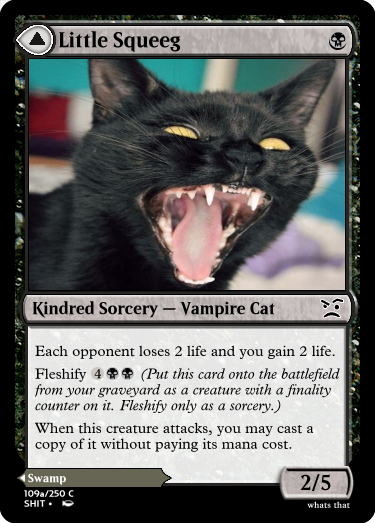 Little Squeeg
Kindred Sorcery — Vampire Cat
Each opponent loses 2 life and you gain 2 life.
Fleshify 4 (Put this card onto the battlefield
from your graveyard as a creature with a finality
counter on it. Fleshify only as a sorcery.)
When this creature attacks, you may cast a
copy of it without paying its mana cost.
Swamp
2/5
109a/250 C
SHIT •
whats that